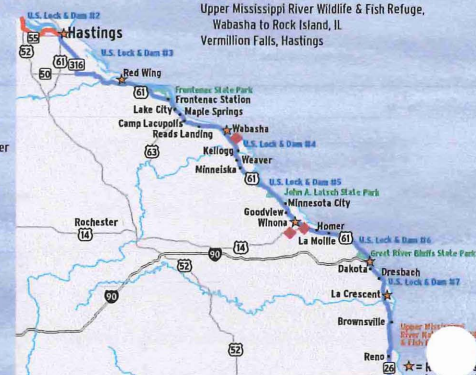 Upper Mississippi River Wildlife & Fish Refuge,
Wabasha to Rock Island, IL
Vermillion Falls, Hastings
U.S. Lock & Dam #2
Hastings
55
52
U.S. Lock & Dam #3
61
316
50
Red Wing
61
Frontenac State Park
Frontenac Station
Lake City
Maple Springs
Camp Lacupolis
Reads Landing
Wabasha
63
U.S. Lock & Dam #4
Kellogg
Weaver
Minneiska
61
U.S. Lock & Dam #5
John A. Latsch State Park
Minnesota City
Goodview
Winona
Homer
La Moille
61
Rochester
14
14
U.S. Lock & Dam #6
Great River Bluffs State Park
90
52
Dakota
Dresbach
U.S. Lock & Dam #7
90
La Crescent
Brownsville
Upper
52
Reno
26